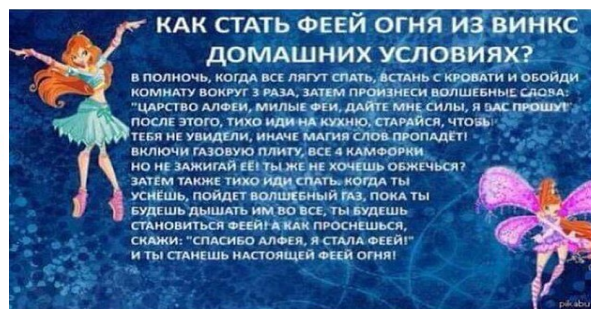 КАК СТАТЬ ФЕЕЙ ОГНЯ ИЗ ВИНКС
ДОМАШНИХ УСЛОВИЯХ?
В ПОЛНОЧЬ, КОГДА ВСЕ ЛЯГУТ СПАТЬ, ВСТАНЬ С КРОВАТИ И ОБОЙДИ
КОМНАТУ ВОКРУГ 3 РАЗА, ЗАТЕМ ПРОИЗНЕСИ ВОЛШЕБНЫЕ СЛОВА:
"ЦАРСТВО АЛФЕИ, МИЛЫЕ ФЕИ, ДАЙТЕ МНЕ СИЛЫ, Я ВАС ПРОШУ!"
ПОСЛЕ ЭТОГО, ТИХО ИДИ НА КУХНЮ, СТАРАЙСЯ, ЧТОБЫ
ТЕБЯ НЕ УВИДЕЛИ, ИНАЧЕ МАГИЯ СЛОВ ПРОПАДЁТ!
ВКЛЮЧИ ГАЗОВУЮ ПЛИТУ, ВСЕ 4 КАМФОРКИ
НО НЕ ЗАЖИГАЙ ЕЁ! ТЫ ЖЕ НЕ ХОЧЕШЬ ОБЖЕЧЬСЯ?
ЗАТЕМ ТАКЖЕ ТИХО ИДИ СПАТЬ. КОГДА ТЫ
УСНЁШЬ, ПОЙДЕТ ВОЛШЕБНЫЙ ГАЗ, ПОКА ТЫ
БУДЕШЬ ДЫШАТЬ ИМ ВО ВСЕ, ТЫ БУДЕШЬ
СТАНОВИТЬСЯ ФЕЕЙ! А КАК ПРОСНЕШЬСЯ,
СКАЖИ: "СПАСИБО АЛФЕЯ, Я СТАЛА ФЕЕЙ!"
И ТЫ СТАНЕШЬ НАСТОЯЩЕЙ ФЕЕЙ ОГНЯ!
pikabu